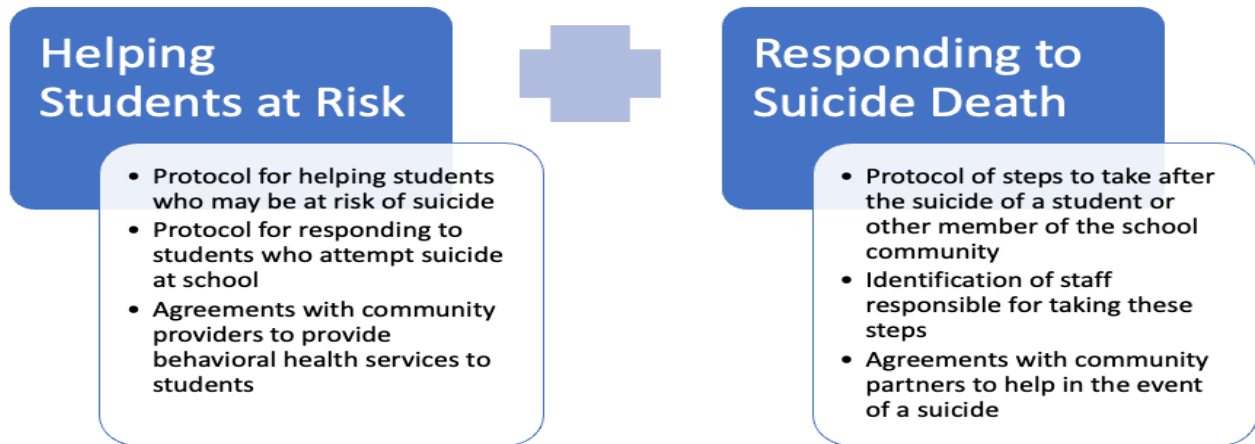 Helping
Students at Risk
• Protocol for helping students
who may be at risk of suicide
• Protocol for responding to
students who attempt suicide
at school
• Agreements with community
providers to provide
behavioral health services to
students
Responding to
Suicide Death
• Protocol of steps to take after
the suicide of a student or
other member of the school
community
• Identification of staff
responsible for taking these
steps
• Agreements with community
partners to help in the event
of a suicide